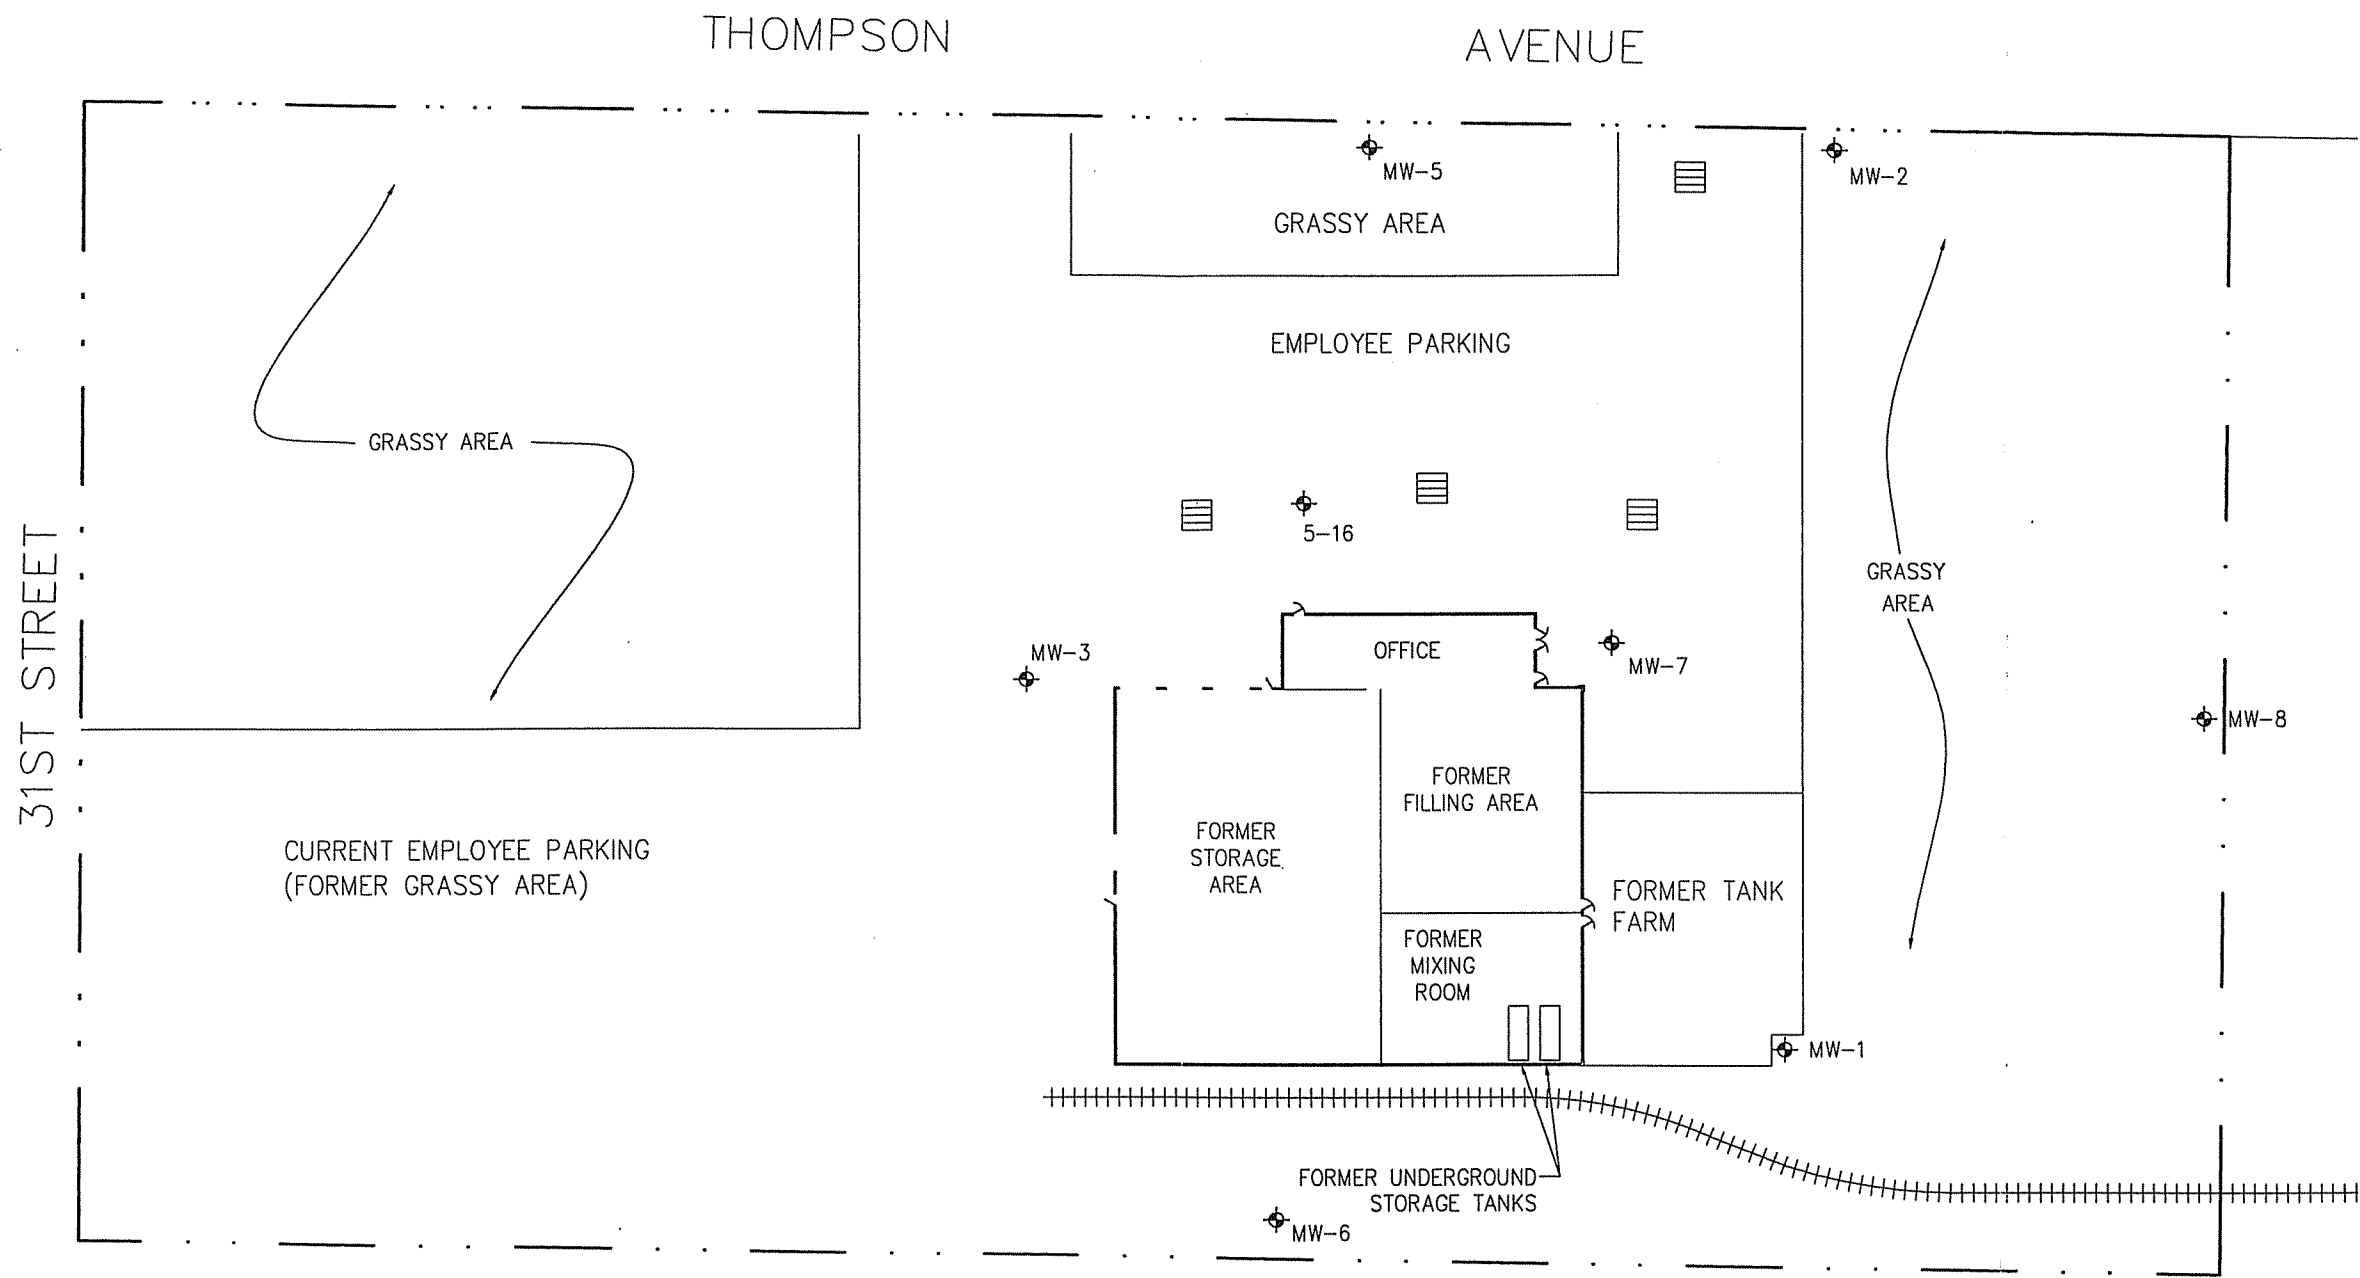 THOMPSON AVENUE
MW-5
MW-2
GRASSY AREA
EMPLOYEE PARKING
GRASSY AREA
5-16
GRASSY
AREA
31ST STREET
MW-3
OFFICE
MW-7
MW-8
FORMER
FILLING AREA
FORMER
STORAGE
AREA
CURRENT EMPLOYEE PARKING
(FORMER GRASSY AREA)
FORMER TANK
FARM
FORMER
MIXING
ROOM
MW-1
FORMER UNDERGROUND
STORAGE TANKS
MW-6